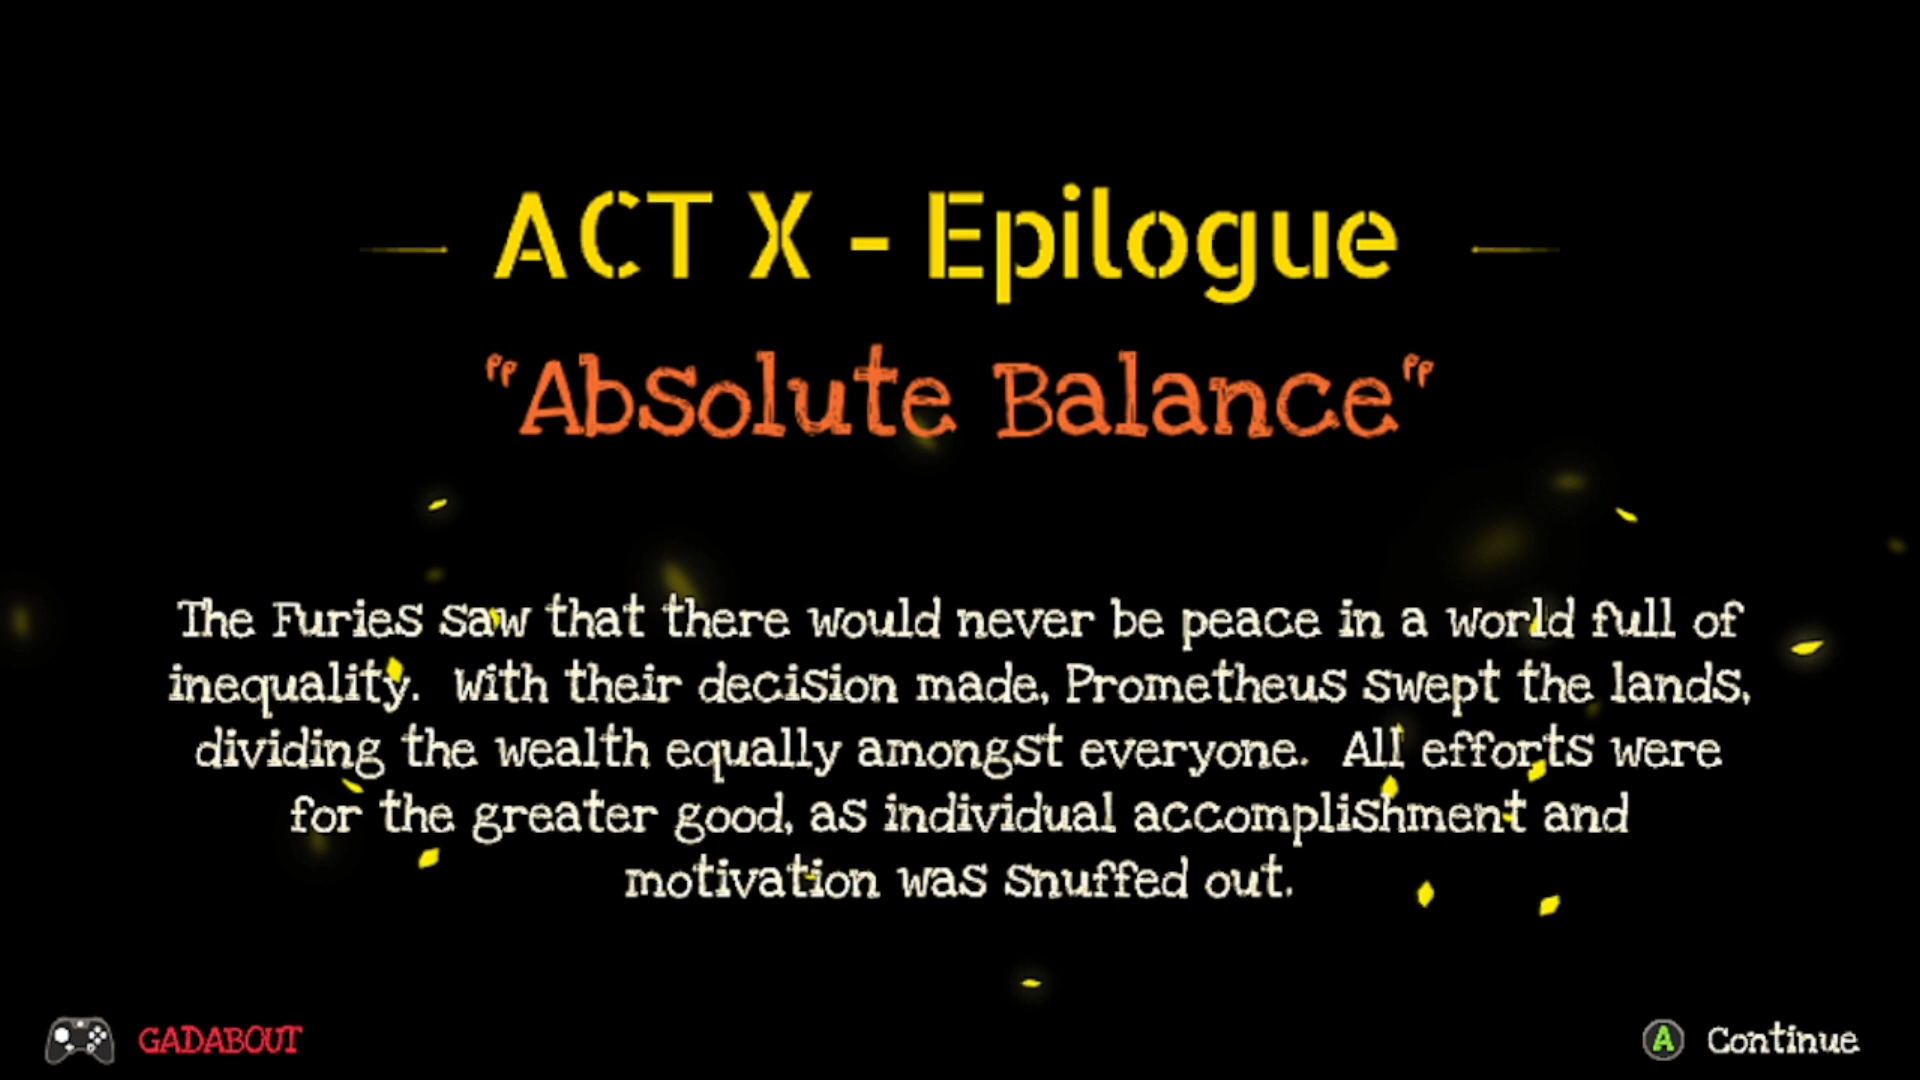 ACT X - Epilogue
"Absolute Balance"
The Furies saw that there would never be peace in a world full of
inequality.  With their decision made, Prometheus swept the lands,
dividing the wealth equally amongst everyone.  All efforts were
for the greater good, as individual accomplishment and
motivation was snuffed out.
GADABOUT
A Continue